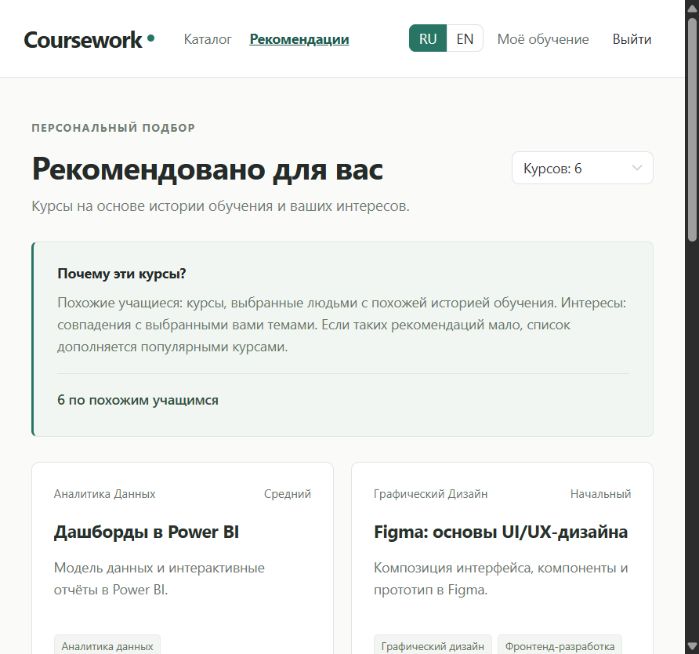 Coursework
Каталог
Рекомендации
RU
EN
Моё обучение
Выйти
ПЕРСОНАЛЬНЫЙ ПОДБОР
Рекомендовано для вас
Курсов: 6
Курсы на основе истории обучения и ваших интересов.
Почему эти курсы?
Похожие учащиеся: курсы, выбранные людьми с похожей историей обучения. Интересы:
совпадения с выбранными вами темами. Если таких рекомендаций мало, список
дополняется популярными курсами.
6 по похожим учащимся
Аналитика Данных
Средний
Дашборды в Power BI
Модель данных и интерактивные
отчёты в Power BI.
Аналитика данных
Графический Дизайн
Начальный
Figma: основы UI/UX-дизайна
Композиция интерфейса, компоненты и
прототип в Figma.
Графический дизайн
Фронтенд-разработка